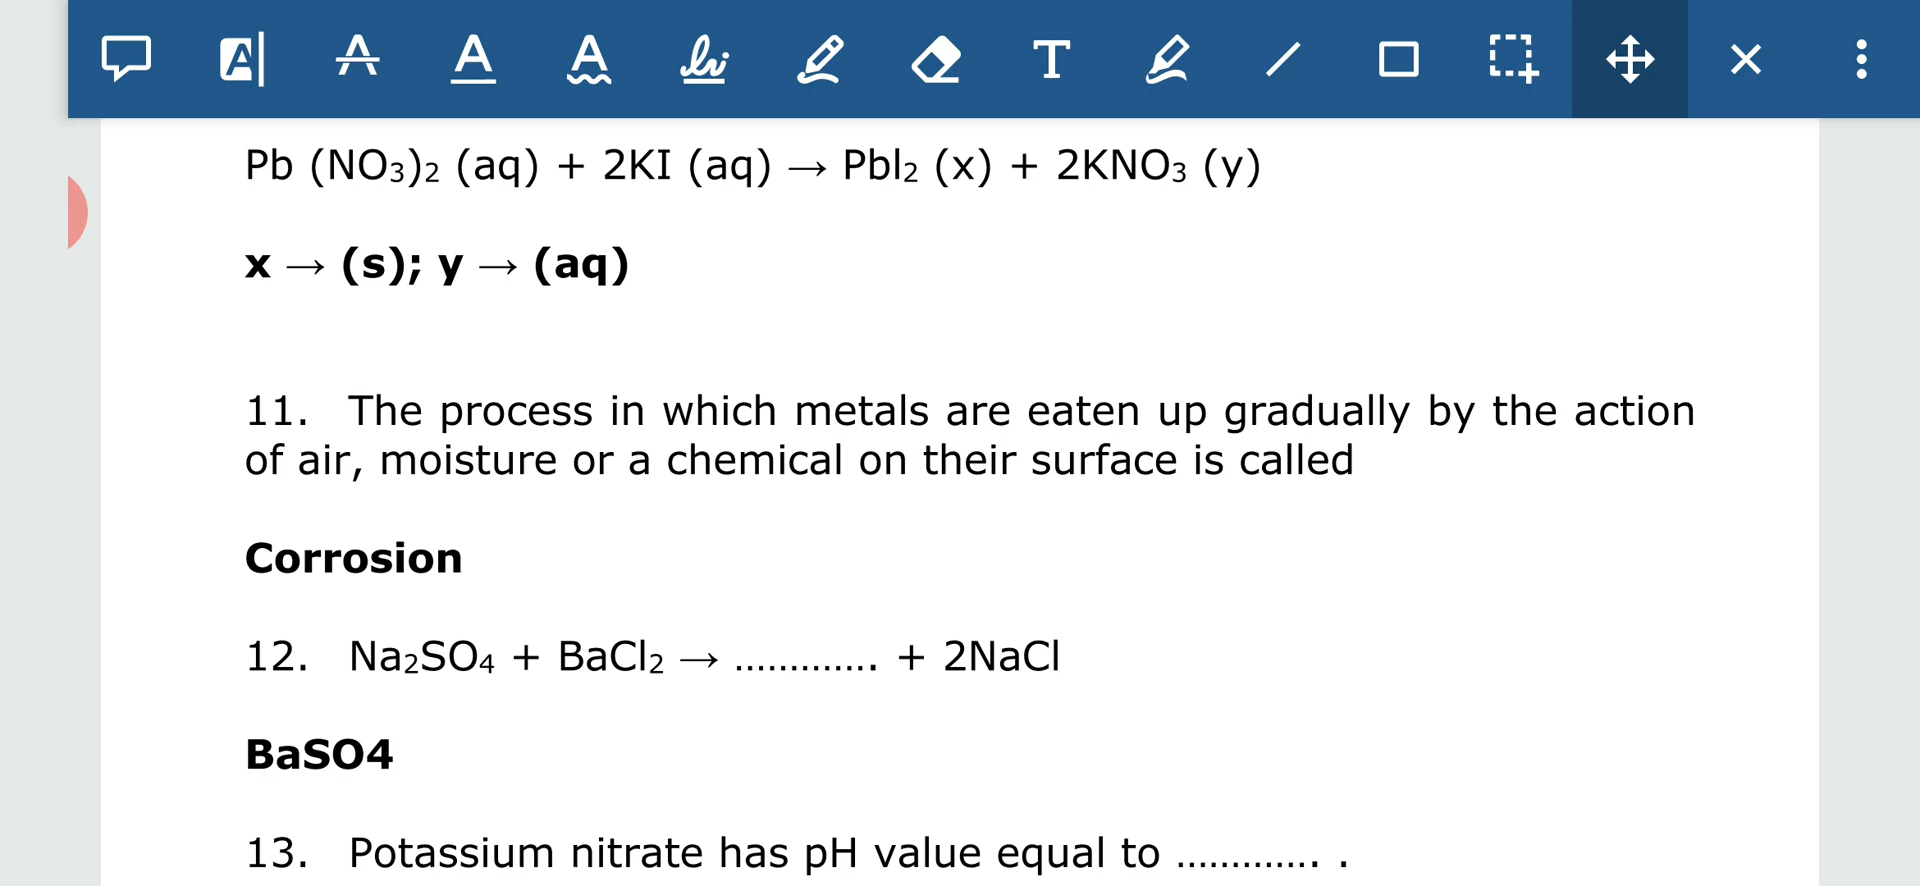 Pb (NO₃)₂ (aq) + 2KI (aq) → PbI₂ (x) + 2KNO₃ (y)
x → (s); y → (aq)
11. The process in which metals are eaten up gradually by the action
of air, moisture or a chemical on their surface is called
Corrosion
12. Na₂SO₄ + BaCl₂ → ............. + 2NaCl
BaSO4
13. Potassium nitrate has pH value equal to ............. .